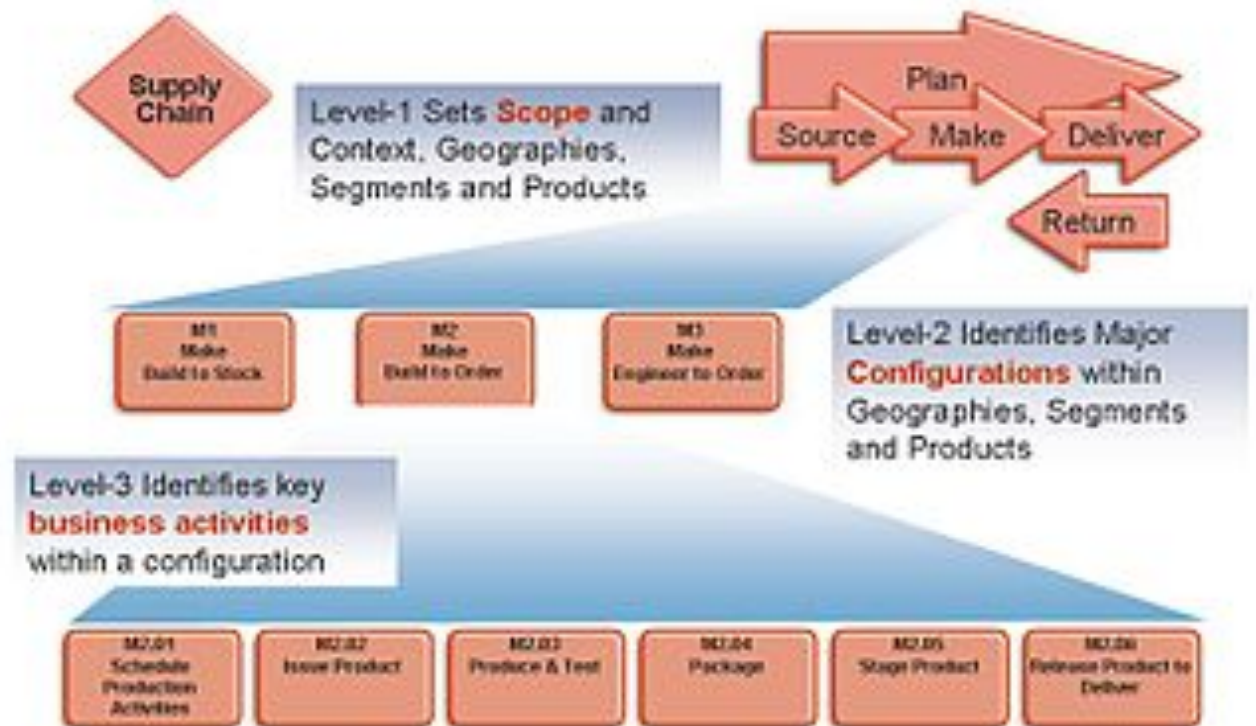 Supply
Chain
Level-1 Sets Scope and
Context, Geographies,
Segments and Products
Plan
Source
Make
Deliver
Return
M1
Make
Build to Stock
M2
Make
Build to Order
M3
Make
Engineer to Order
Level-2 Identifies Major
Configurations within
Geographies, Segments
and Products
Level-3 Identifies key
business activities
within a configuration
M2.01
Schedule
Production
Activities
M2.02
Issue Product
M2.03
Produce & Test
M2.04
Package
M2.05
Stage Product
M2.06
Release Product to
Deliver